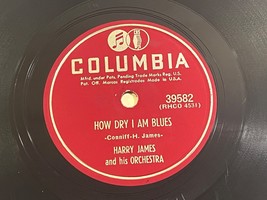 COLUMBIA
Mfrd. under Pats. Pending Trade Marks Reg. U.S.
Pat. Off. Marcas Registradas Made in U.S.A.
39582
(RHCO 4531)
HOW DRY I AM BLUES
-Conniff-H. James-
HARRY JAMES
and his ORCHESTRA